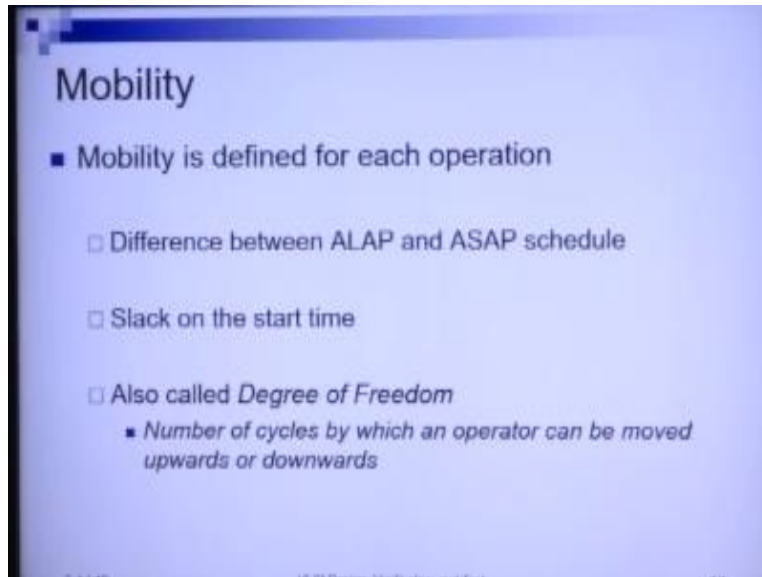 Mobility
Mobility is defined for each operation
Difference between ALAP and ASAP schedule
Slack on the start time
Also called Degree of Freedom
Number of cycles by which an operator can be moved
upwards or downwards